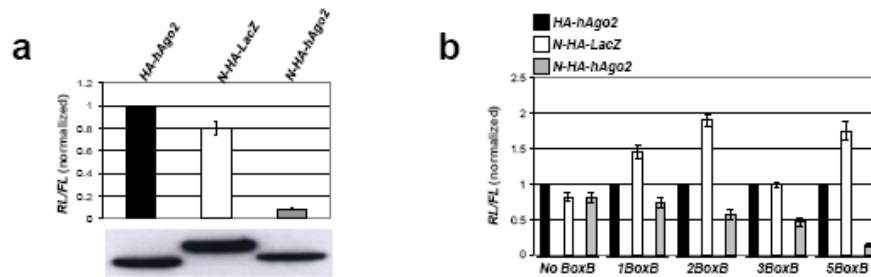 a
HA-hAgo2
N-HA-LacZ
N-HA-hAgo2
RL/FL (normalized)
1.2
1
0.8
0.6
0.4
0.2
0
b
HA-hAgo2
N-HA-LacZ
N-HA-hAgo2
RL/FL (normalized)
2.5
2
1.5
1
0.5
0
No BoxB 1BoxB 2BoxB 3BoxB 5BoxB